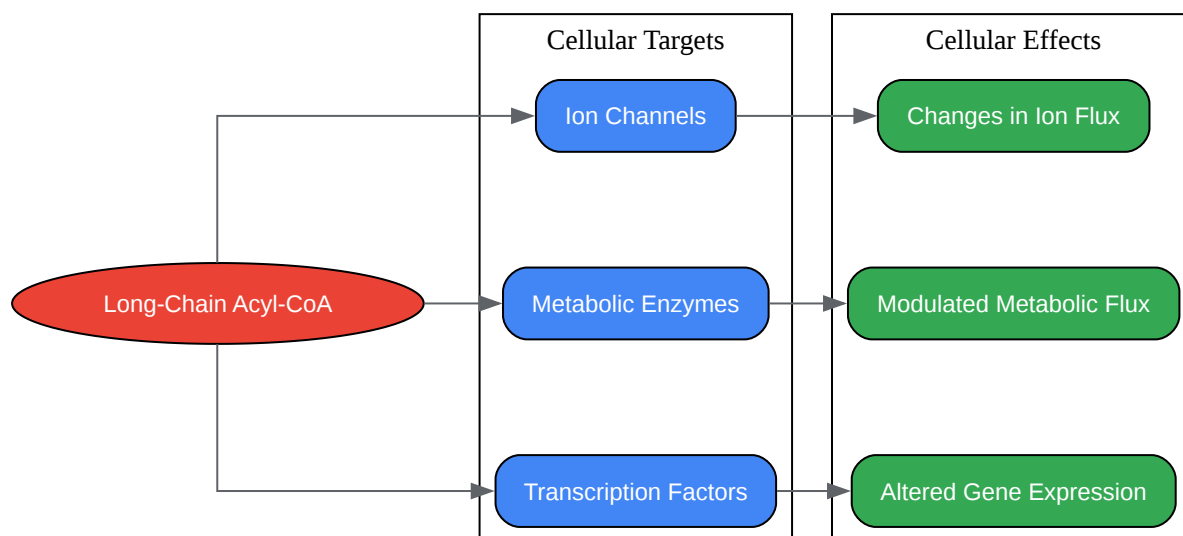 Cellular Targets
Cellular Effects
Ion Channels
Changes in Ion Flux
Long-Chain Acyl-CoA
Metabolic Enzymes
Modulated Metabolic Flux
Transcription Factors
Altered Gene Expression